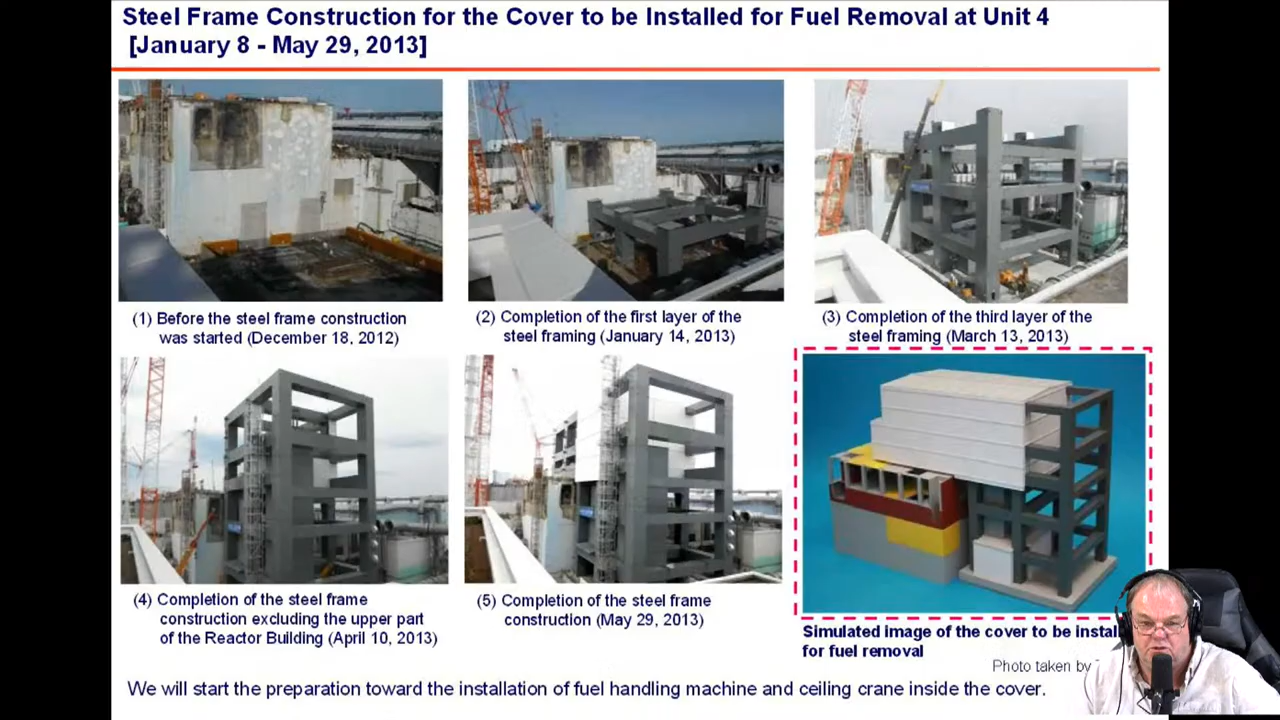 Steel Frame Construction for the Cover to be Installed for Fuel Removal at Unit 4
[January 8 - May 29, 2013]
(1) Before the steel frame construction
was started (December 18, 2012)
(2) Completion of the first layer of the
steel framing (January 14, 2013)
(3) Completion of the third layer of the
steel framing (March 13, 2013)
(4) Completion of the steel frame
construction excluding the upper part
of the Reactor Building (April 10, 2013)
(5) Completion of the steel frame
construction (May 29, 2013)
Simulated image of the cover to be instal
for fuel removal
Photo taken by
We will start the preparation toward the installation of fuel handling machine and ceiling crane inside the cover.